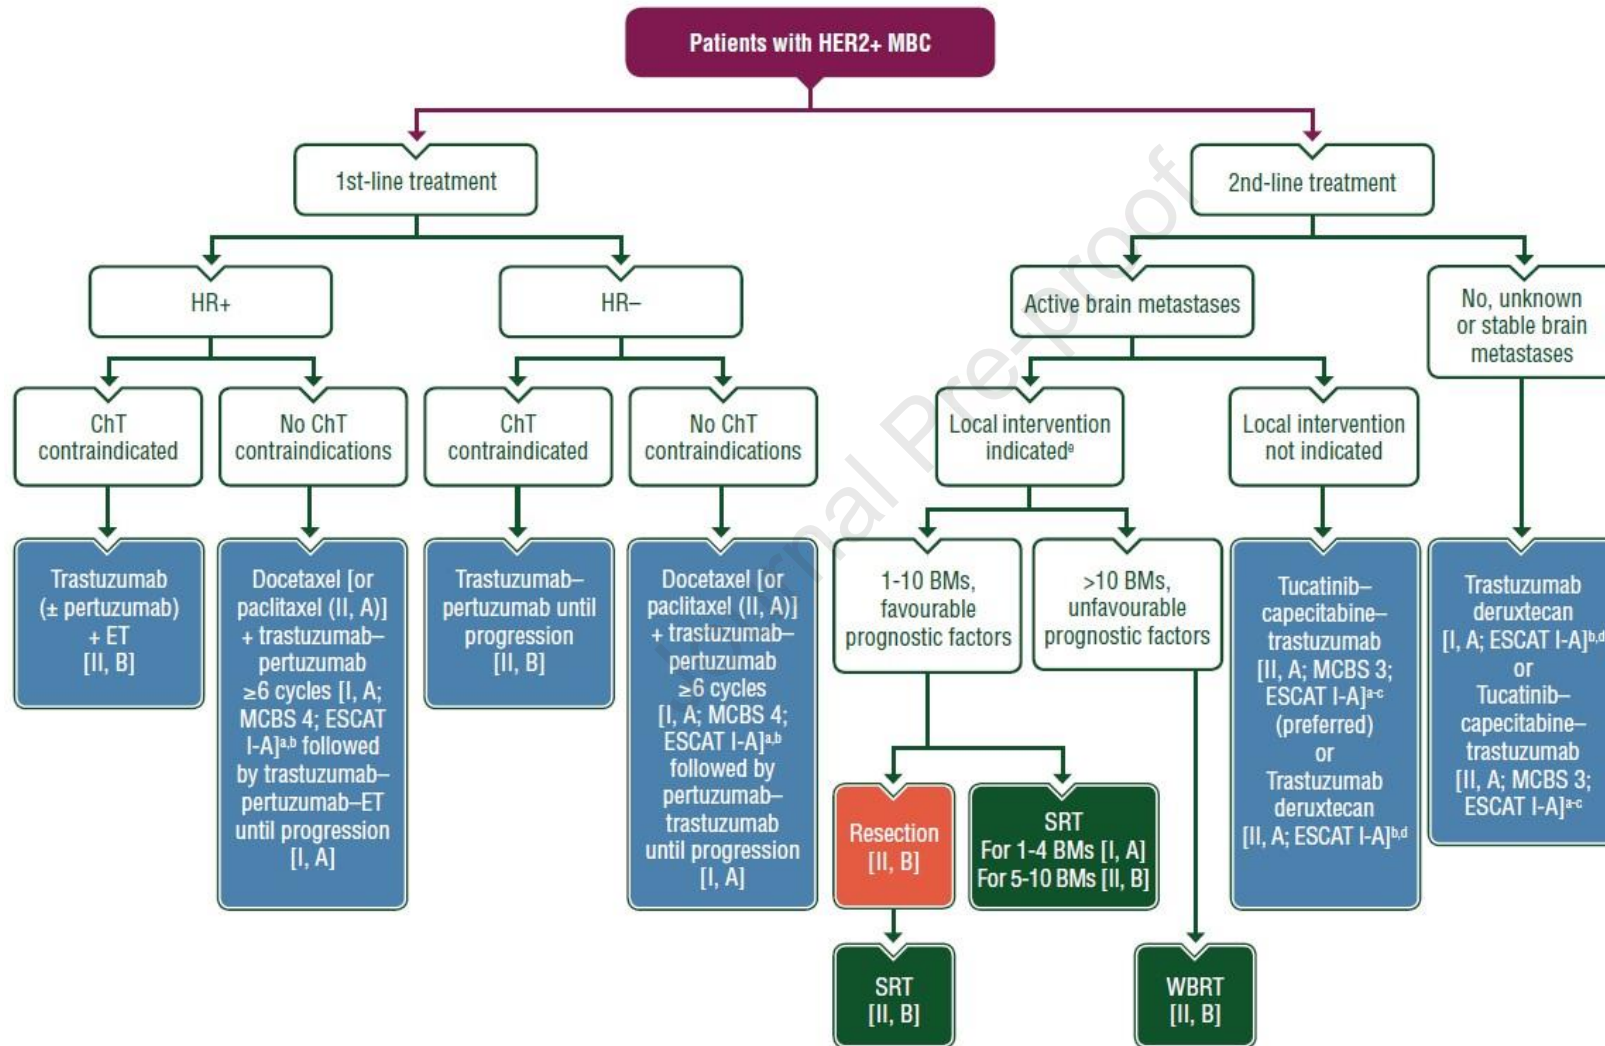 Patients with HER2+ MBC
1st-line treatment
2nd-line treatment
HR+
HR–
Active brain metastases
No, unknown
or stable brain
metastases
ChT
contraindicated
No ChT
contraindications
ChT
contraindicated
No ChT
contraindications
Local intervention
indicatedᵉ
Local intervention
not indicated
Trastuzumab
(± pertuzumab)
+ ET
[II, B]
Docetaxel [or
paclitaxel (II, A)]
+ trastuzumab–
pertuzumab
≥6 cycles [I, A;
MCBS 4; ESCAT
I-A]ᵃ,ᵇ followed
by trastuzumab–
pertuzumab–ET
until progression
[I, A]
Trastuzumab–
pertuzumab until
progression
[II, B]
Docetaxel [or
paclitaxel (II, A)]
+ trastuzumab–
pertuzumab
≥6 cycles
[I, A; MCBS 4;
ESCAT I-A]ᵃ,ᵇ
followed by
pertuzumab–
trastuzumab
until progression
[I, A]
1-10 BMs,
favourable
prognostic factors
>10 BMs,
unfavourable
prognostic factors
Tucatinib–
capecitabine–
trastuzumab
[II, A; MCBS 3;
ESCAT I-A]ᵃ⁻ᶜ
(preferred)
or
Trastuzumab
deruxtecan
[II, A; ESCAT I-A]ᵇ,ᵈ
Trastuzumab
deruxtecan
[I, A; ESCAT I-A]ᵇ,ᵈ
or
Tucatinib–
capecitabine–
trastuzumab
[II, A; MCBS 3;
ESCAT I-A]ᵃ⁻ᶜ
Resection
[II, B]
SRT
For 1-4 BMs [I, A]
For 5-10 BMs [II, B]
SRT
[II, B]
WBRT
[II, B]
Journal Pre-proof